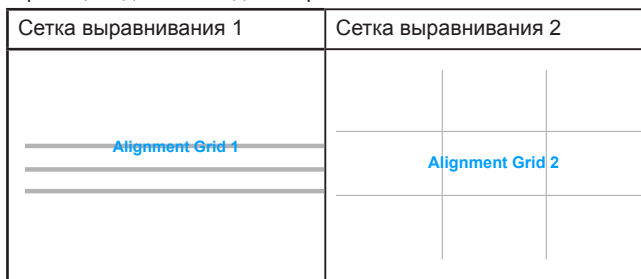 Сетка выравнивания 1
Сетка выравнивания 2
Alignment Grid 1
Alignment Grid 2